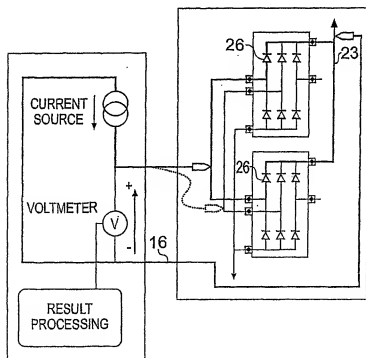 26
23
CURRENT
SOURCE
26
+
VOLTMETER
V
-
16
RESULT
PROCESSING